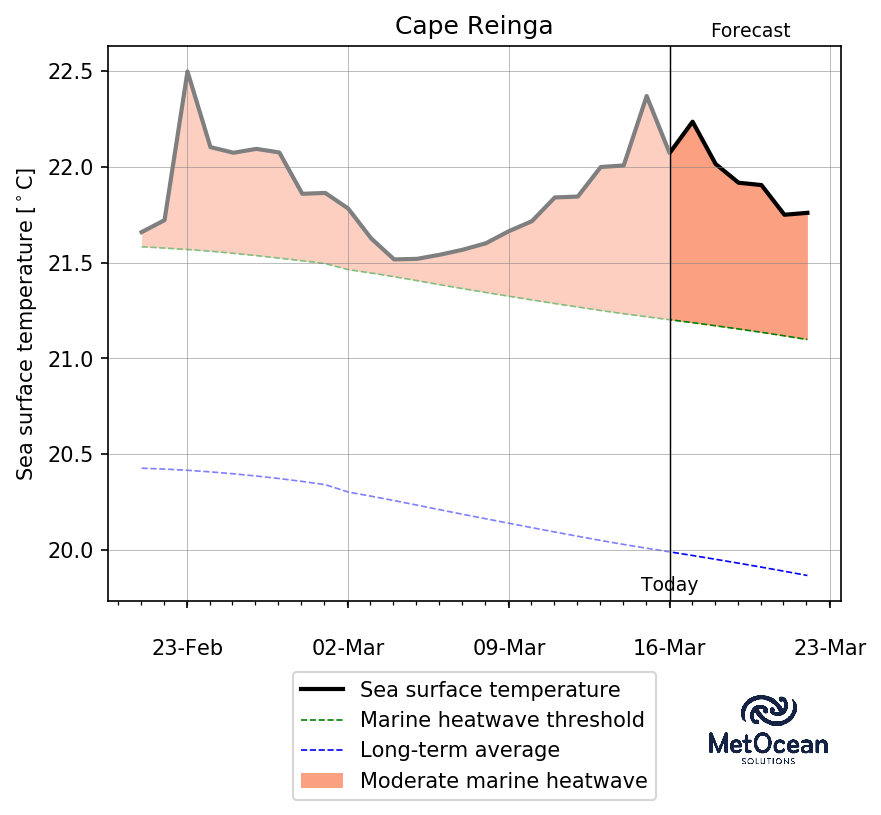 Cape Reinga
Forecast
Sea surface temperature [°C]
22.5
22.0
21.5
21.0
20.5
20.0
Today
23-Feb
02-Mar
09-Mar
16-Mar
23-Mar
Sea surface temperature
Marine heatwave threshold
Long-term average
Moderate marine heatwave
MetOcean
SOLUTIONS